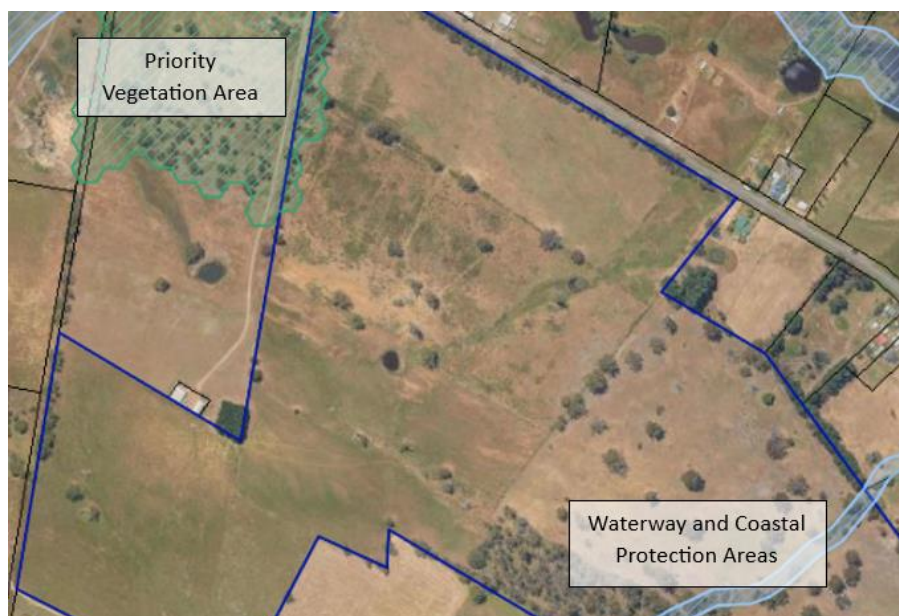 Priority
Vegetation Area
Waterway and Coastal
Protection Areas